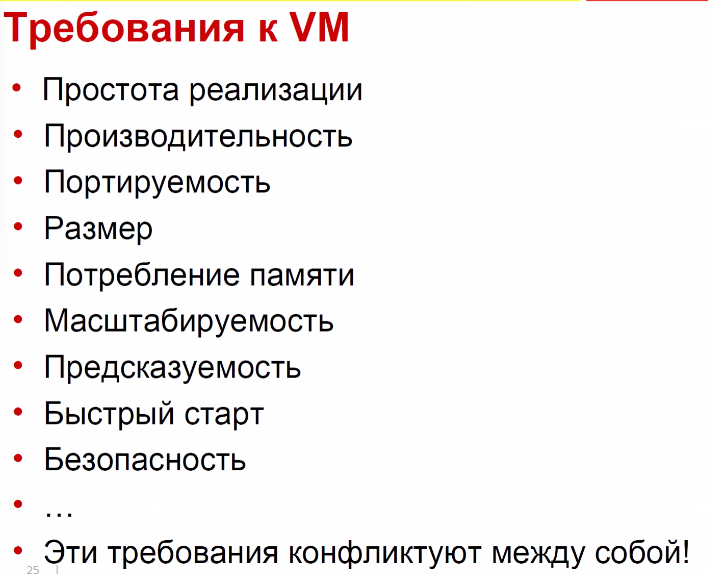 Требования к VM
• Простота реализации
• Производительность
• Портируемость
• Размер
• Потребление памяти
• Масштабируемость
• Предсказуемость
• Быстрый старт
• Безопасность
• ...
• Эти требования конфликтуют между собой!
25